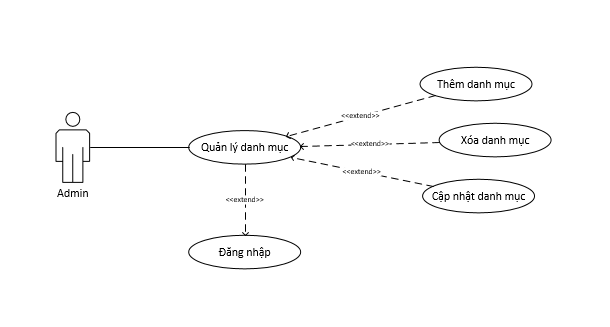 Thêm danh mục
<<extend>>
Xóa danh mục
<<extend>>
Quản lý danh mục
<<extend>>
Admin
Cập nhật danh mục
<<extend>>
Đăng nhập